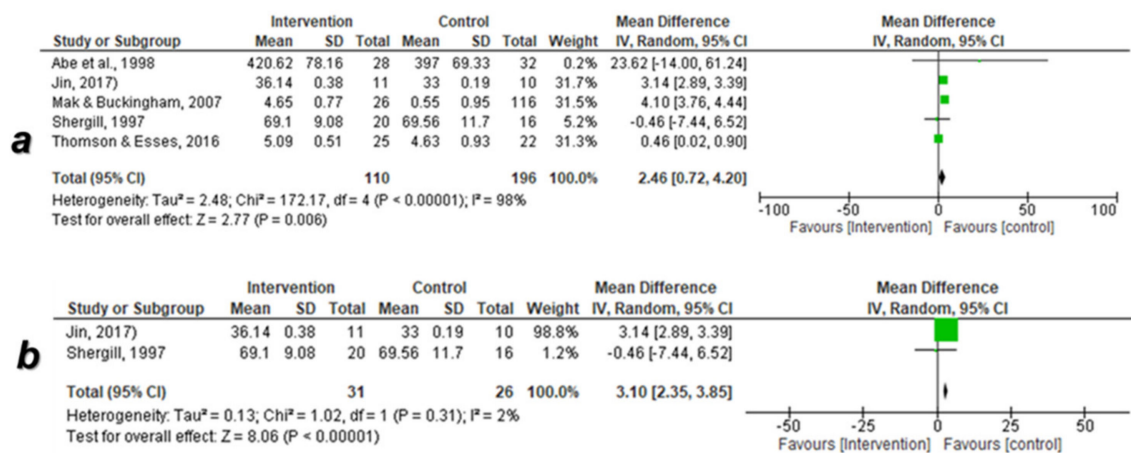 Intervention Control Mean Difference Mean Difference
Study or Subgroup Mean SD Total Mean SD Total Weight IV, Random, 95% CI IV, Random, 95% CI
Abe et al., 1998 420.62 78.16 28 397 69.33 32 0.2% 23.62 [-14.00, 61.24]
Jin, 2017) 36.14 0.38 11 33 0.19 10 31.7% 3.14 [2.89, 3.39]
Mak & Buckingham, 2007 4.65 0.77 26 0.55 0.95 116 31.5% 4.10 [3.76, 4.44]
Shergill, 1997 69.1 9.08 20 69.56 11.7 16 5.2% -0.46 [-7.44, 6.52]
a
Thomson & Esses, 2016 5.09 0.51 25 4.63 0.93 22 31.3% 0.46 [0.02, 0.90]
Total (95% CI) 110 196 100.0% 2.46 [0.72, 4.20]
Heterogeneity: Tau² = 2.48; Chi² = 172.17, df = 4 (P < 0.00001); I² = 98%
Test for overall effect: Z = 2.77 (P = 0.006)
-100 -50 0 50 100
Favours [Intervention] Favours [control]
Intervention Control Mean Difference Mean Difference
Study or Subgroup Mean SD Total Mean SD Total Weight IV, Random, 95% CI IV, Random, 95% CI
Jin, 2017) 36.14 0.38 11 33 0.19 10 98.8% 3.14 [2.89, 3.39]
b
Shergill, 1997 69.1 9.08 20 69.56 11.7 16 1.2% -0.46 [-7.44, 6.52]
Total (95% CI) 31 26 100.0% 3.10 [2.35, 3.85]
Heterogeneity: Tau² = 0.13; Chi² = 1.02, df = 1 (P = 0.31); I² = 2%
Test for overall effect: Z = 8.06 (P < 0.00001)
-50 -25 0 25 50
Favours [Intervention] Favours [control]